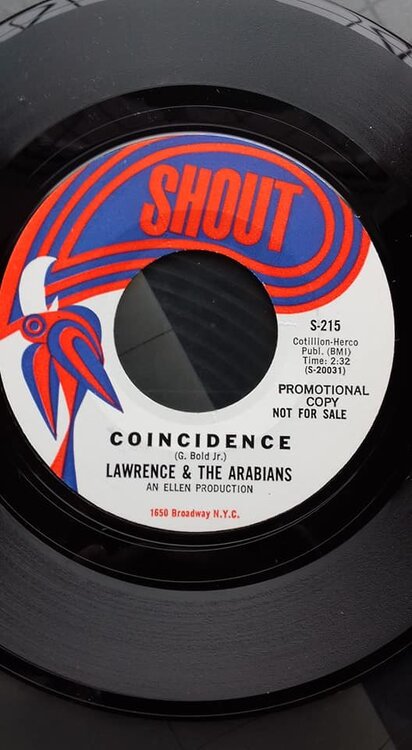 SHOUT
S-215
Cotillion-Herco
Publ. (BMI)
Time: 2:32
(S-20031)
PROMOTIONAL
COPY
NOT FOR SALE
COINCIDENCE
(G. Bold Jr.)
LAWRENCE & THE ARABIANS
AN ELLEN PRODUCTION
1650 Broadway N.Y.C.